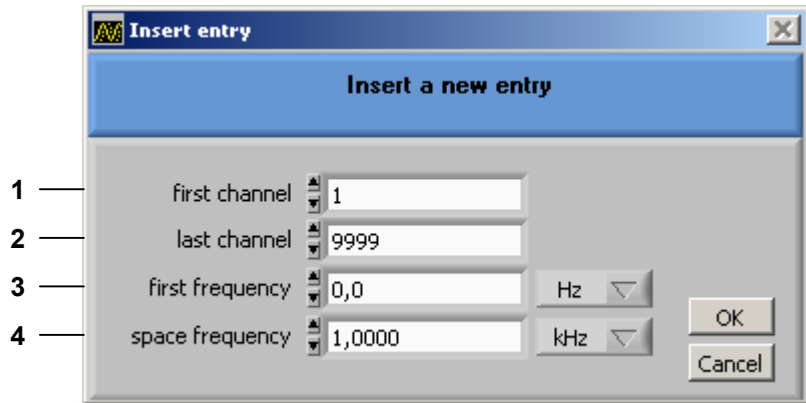 Insert entry
Insert a new entry
1 first channel 1
2 last channel 9999
3 first frequency 0,0 Hz
4 space frequency 1,0000 kHz
OK
Cancel